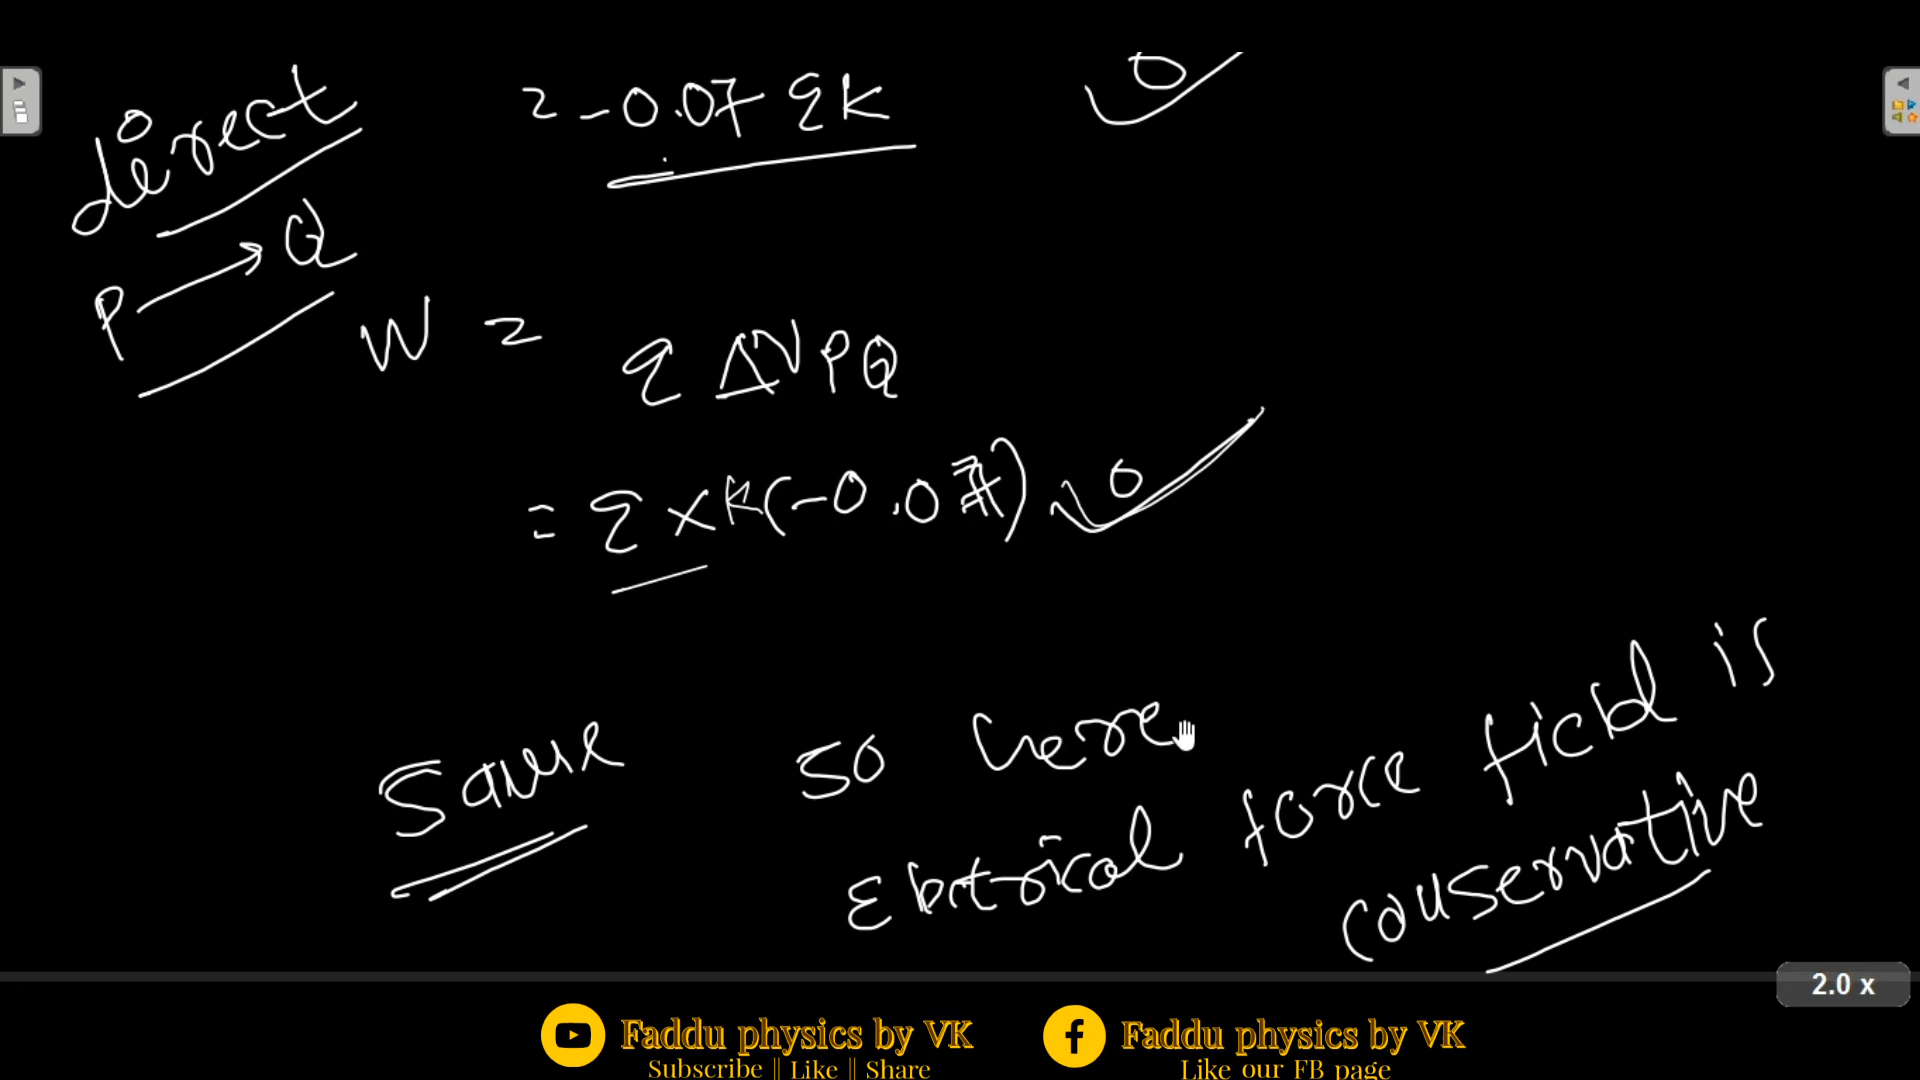 direct
= -0.07 qK
P → Q
W = q ΔV PQ
= q × K(-0.07)
Same
so here
Electrical force field is
conservative
2.0 x
Faddu physics by VK
Subscribe || Like || Share
Faddu physics by VK
Like our FB page